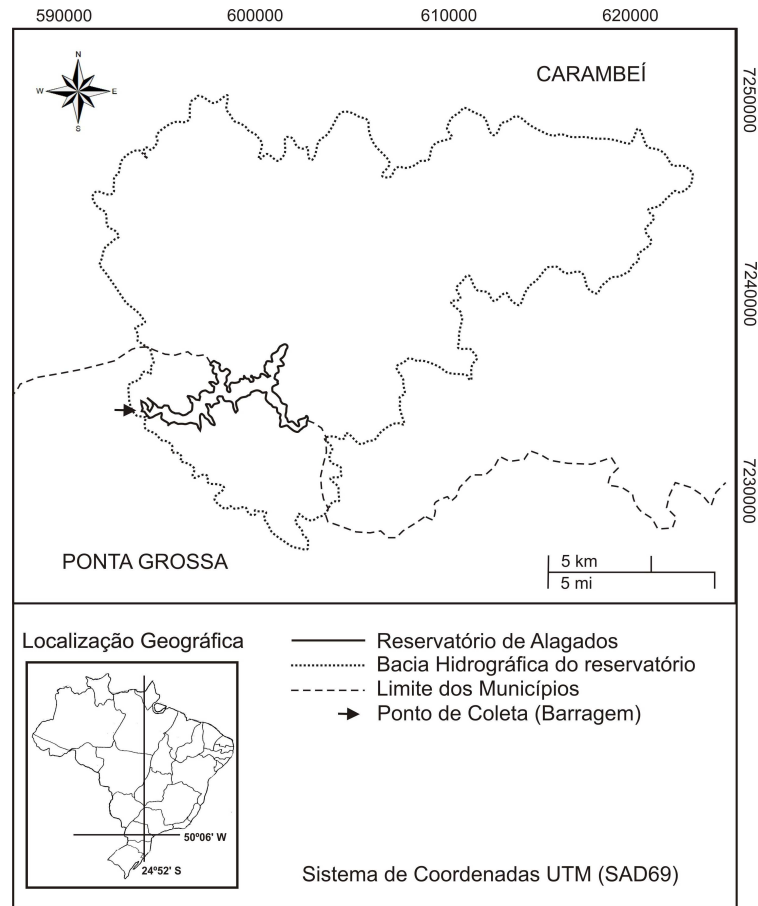 590000
600000
610000
620000
N
W
E
S
CARAMBEÍ
7250000
7240000
7230000
PONTA GROSSA
5 km
5 mi
Localização Geográfica
50º06' W
24º52' S
Reservatório de Alagados
Bacia Hidrográfica do reservatório
Limite dos Municípios
Ponto de Coleta (Barragem)
Sistema de Coordenadas UTM (SAD69)